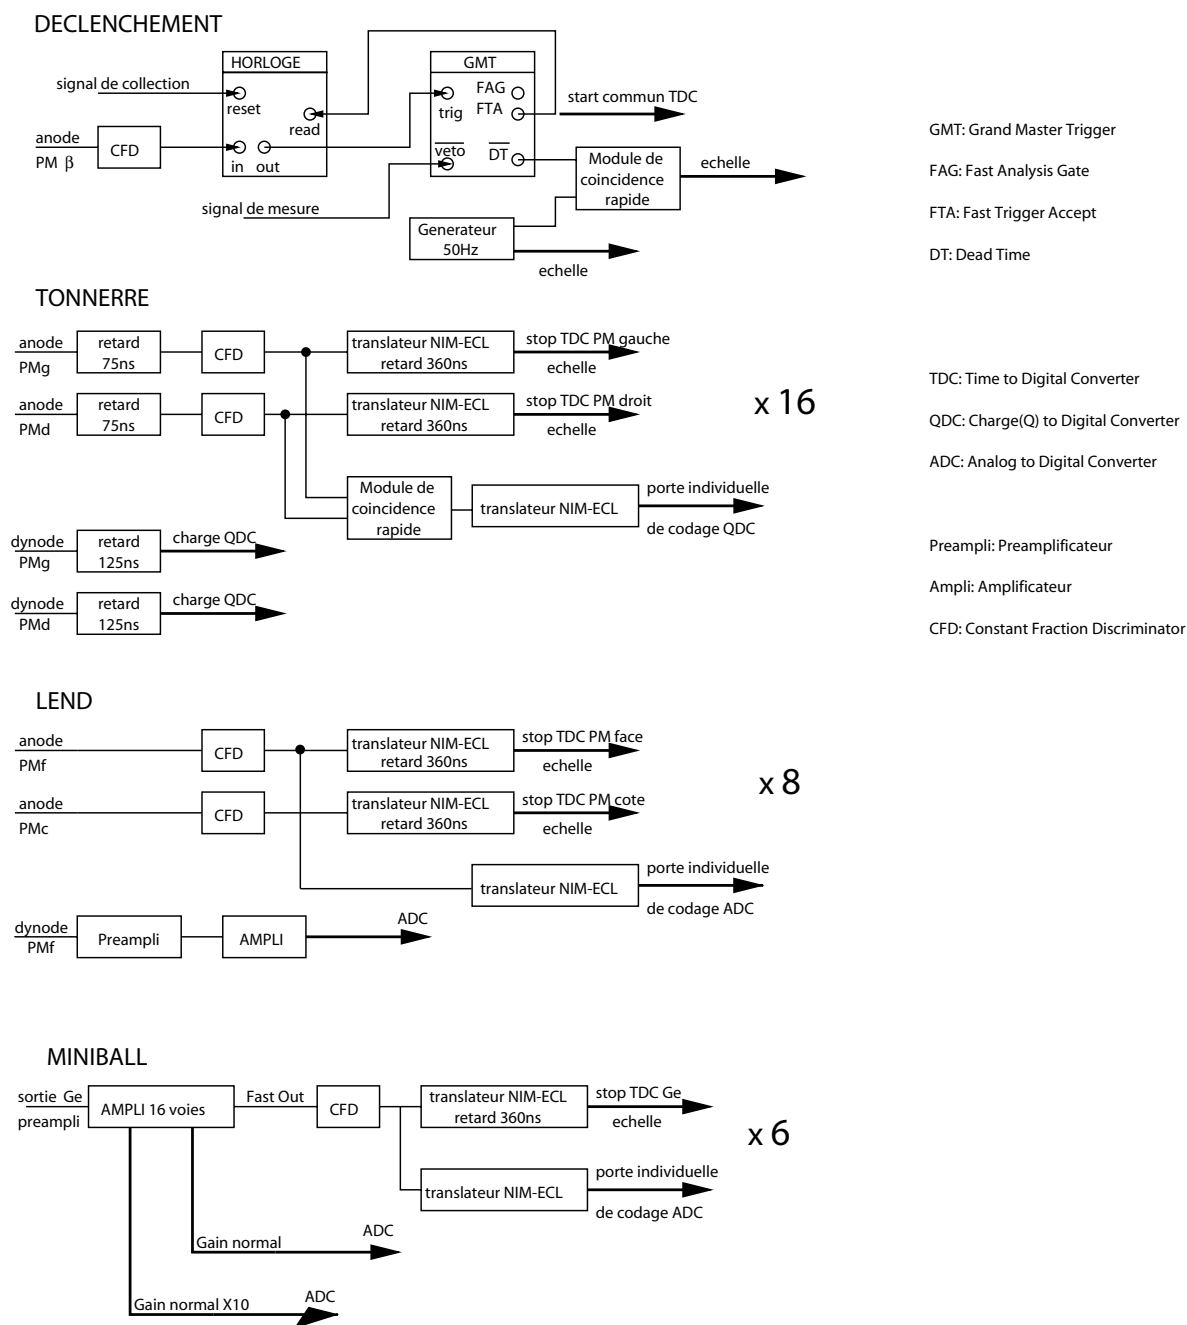 DECLENCHEMENT
HORLOGE
GMT
signal de collection
reset
read
trig
FAG
FTA
start commun TDC
anode
PM β
CFD
in out
veto
DT
Module de
coincidence
rapide
echelle
signal de mesure
Generateur
50Hz
echelle
GMT: Grand Master Trigger
FAG: Fast Analysis Gate
FTA: Fast Trigger Accept
DT: Dead Time
TONNERRE
anode
PMg
retard
75ns
CFD
translateur NIM-ECL
retard 360ns
stop TDC PM gauche
echelle
anode
PMd
retard
75ns
CFD
translateur NIM-ECL
retard 360ns
stop TDC PM droit
echelle
x 16
Module de
coincidence
rapide
translateur NIM-ECL
porte individuelle
de codage QDC
dynode
PMg
retard
125ns
charge QDC
dynode
PMd
retard
125ns
charge QDC
TDC: Time to Digital Converter
QDC: Charge(Q) to Digital Converter
ADC: Analog to Digital Converter
Preampli: Preamplificateur
Ampli: Amplificateur
CFD: Constant Fraction Discriminator
LEND
anode
PMf
CFD
translateur NIM-ECL
retard 360ns
stop TDC PM face
echelle
anode
PMc
CFD
translateur NIM-ECL
retard 360ns
stop TDC PM cote
echelle
x 8
translateur NIM-ECL
porte individuelle
de codage ADC
dynode
PMf
Preampli
AMPLI
ADC
MINIBALL
sortie Ge
preampli
AMPLI 16 voies
Fast Out
CFD
translateur NIM-ECL
retard 360ns
stop TDC Ge
echelle
x 6
translateur NIM-ECL
porte individuelle
de codage ADC
Gain normal
ADC
Gain normal X10
ADC